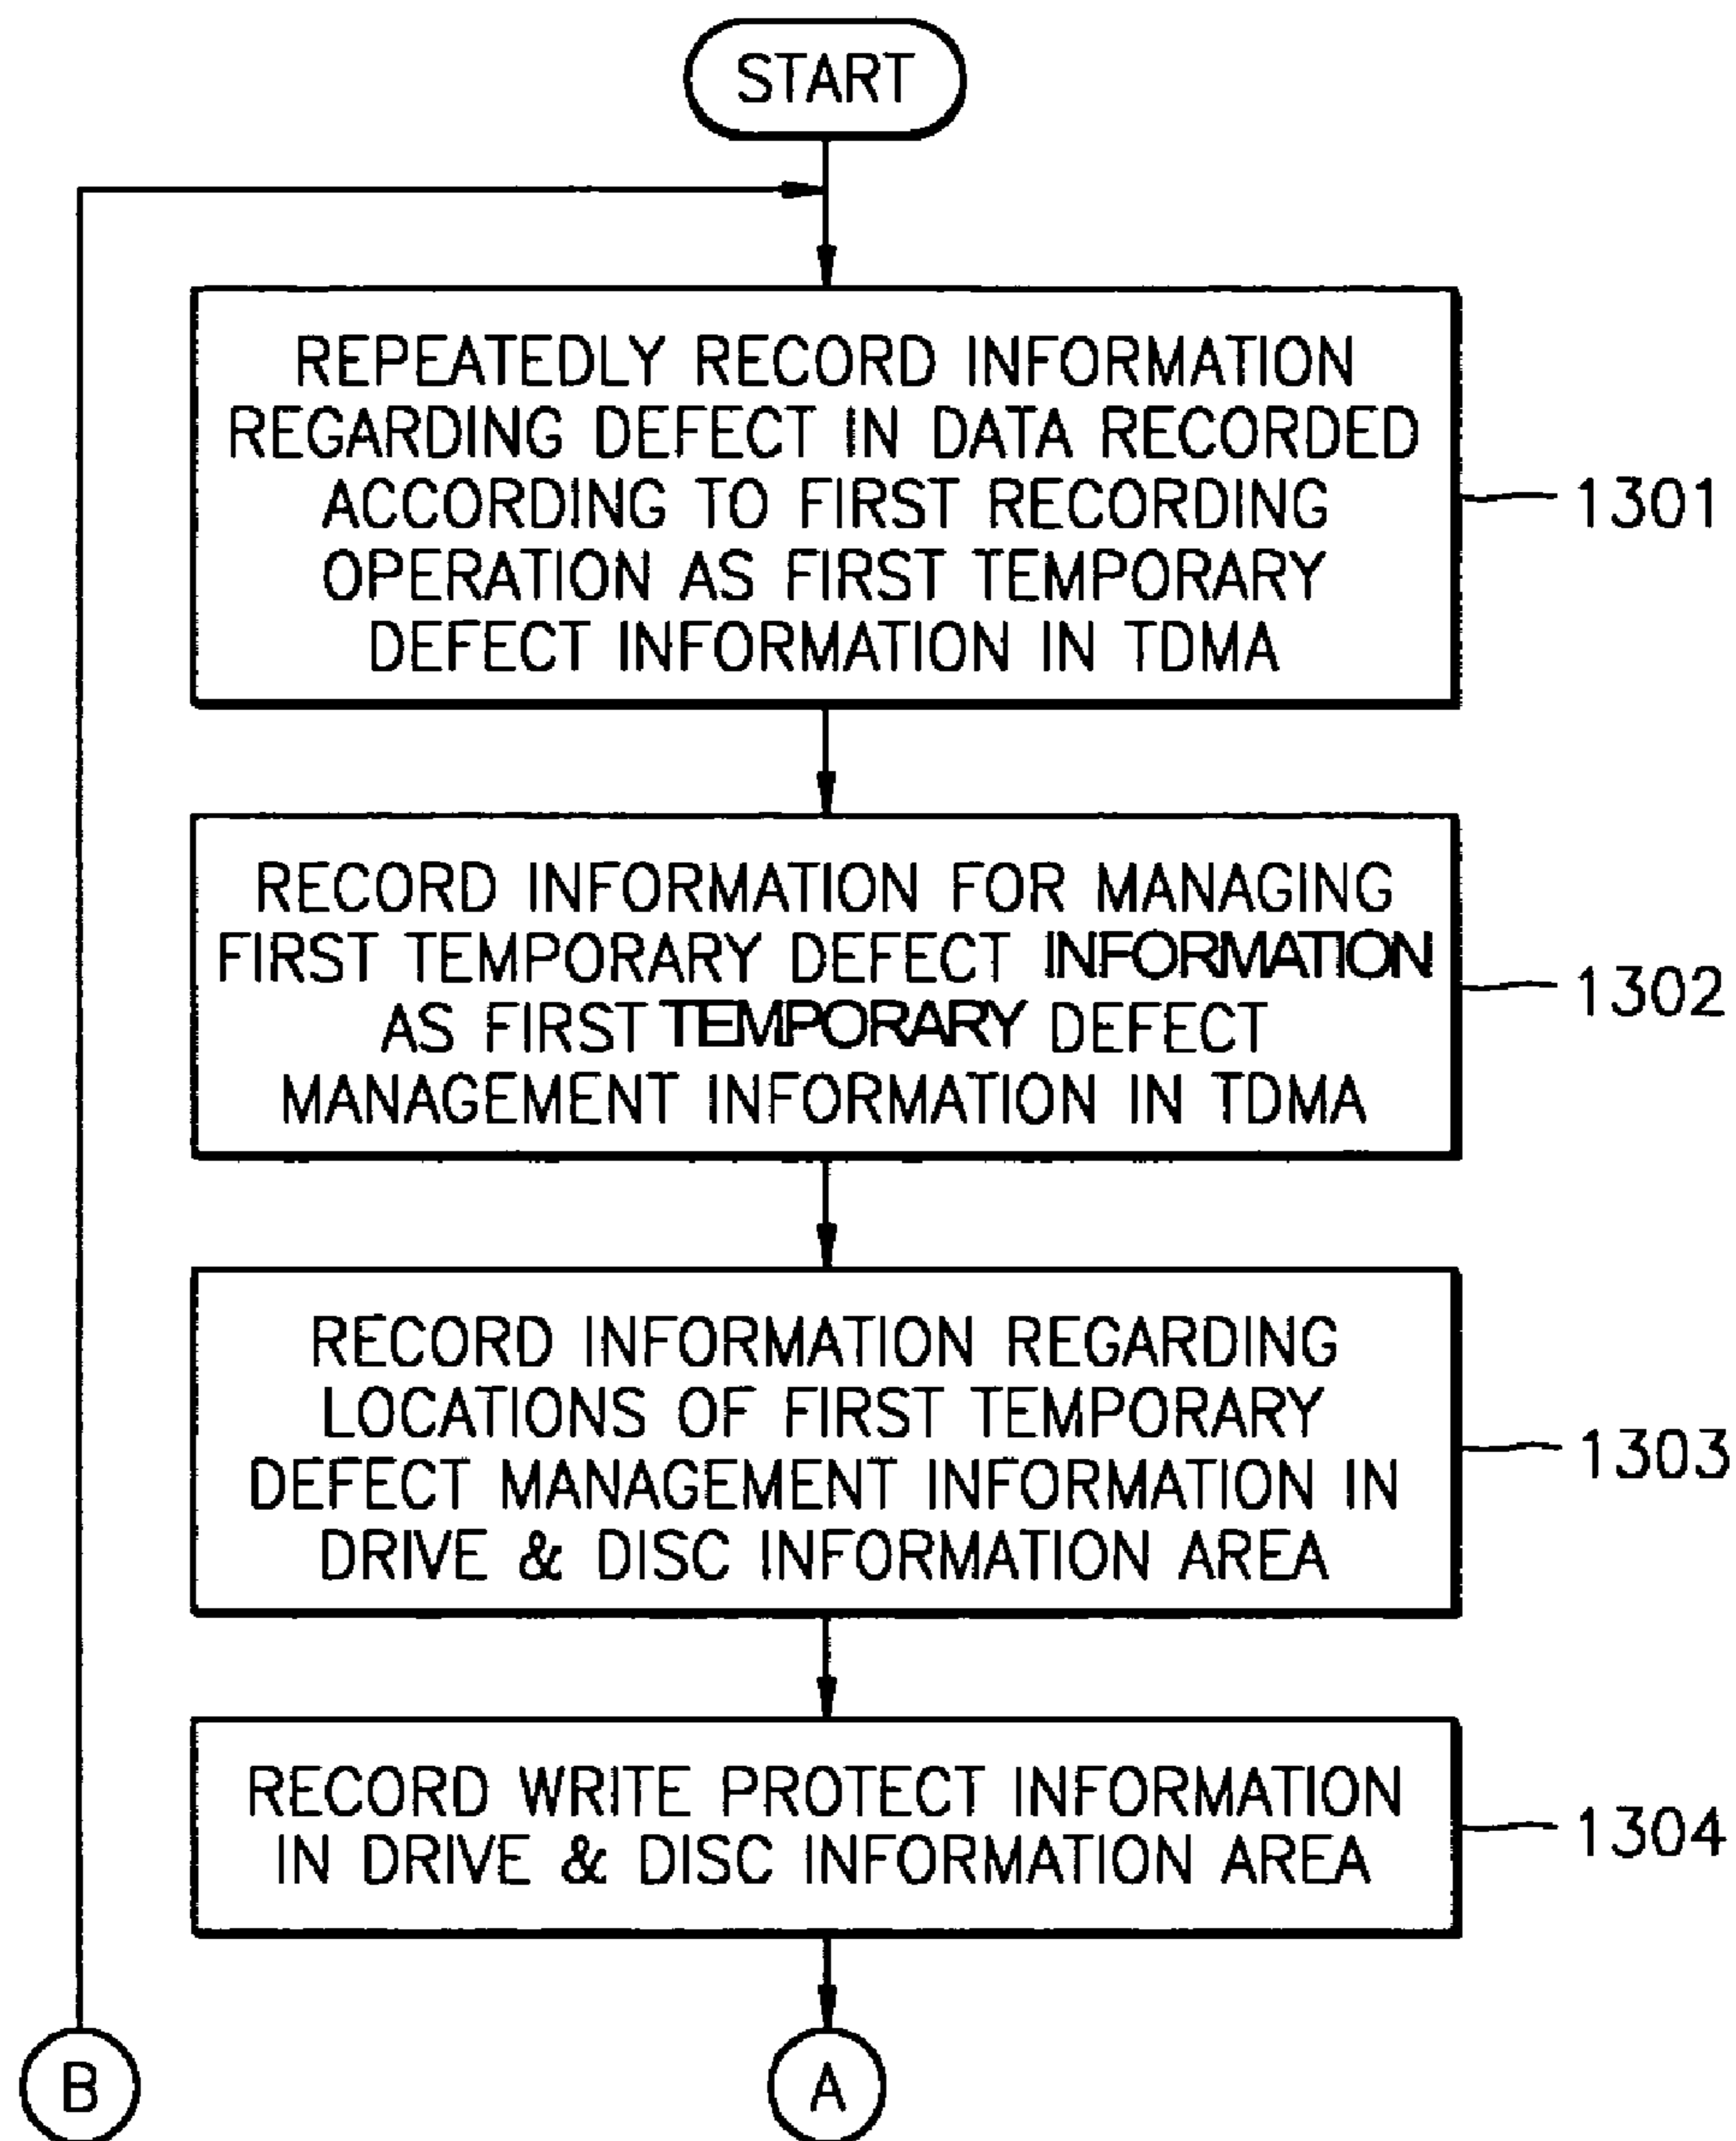 START
REPEATEDLY RECORD INFORMATION
REGARDING DEFECT IN DATA RECORDED
ACCORDING TO FIRST RECORDING
OPERATION AS FIRST TEMPORARY
DEFECT INFORMATION IN TDMA
1301
RECORD INFORMATION FOR MANAGING
FIRST TEMPORARY DEFECT INFORMATION
AS FIRST TEMPORARY DEFECT
MANAGEMENT INFORMATION IN TDMA
1302
RECORD INFORMATION REGARDING
LOCATIONS OF FIRST TEMPORARY
DEFECT MANAGEMENT INFORMATION IN
DRIVE & DISC INFORMATION AREA
1303
RECORD WRITE PROTECT INFORMATION
IN DRIVE & DISC INFORMATION AREA
1304
B
A